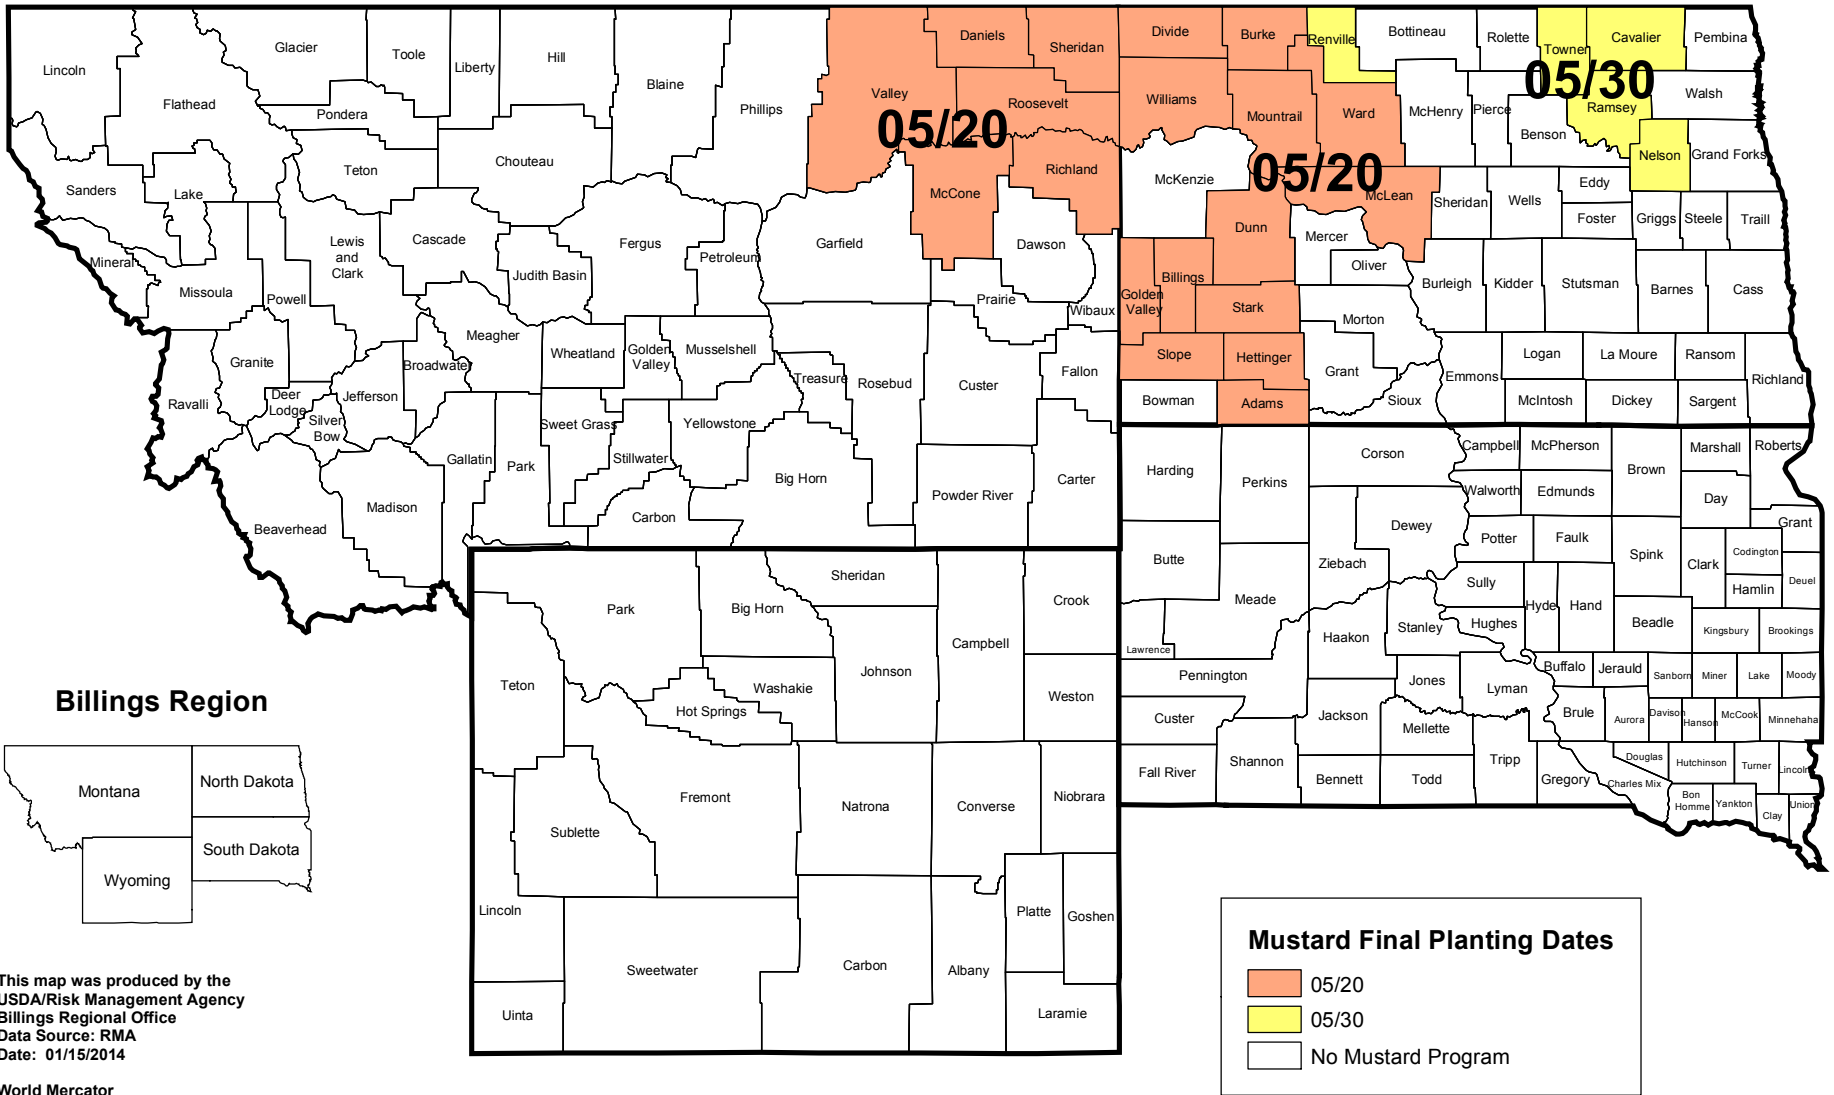 Lincoln
Flathead
Glacier
Toole
Liberty
Hill
Blaine
Phillips
Valley
Daniels
Sheridan
Roosevelt
05/20
Richland
McCone
Pondera
Teton
Chouteau
Sanders
Lake
Mineral
Missoula
Powell
Lewis
and
Clark
Cascade
Judith Basin
Fergus
Petroleum
Garfield
Dawson
Prairie
Wibaux
Meagher
Wheatland
Golden
Valley
Musselshell
Treasure
Rosebud
Custer
Fallon
Granite
Ravalli
Deer
Lodge
Silver
Bow
Jefferson
Broadwater
Gallatin
Park
Sweet Grass
Stillwater
Yellowstone
Carbon
Big Horn
Powder River
Carter
Beaverhead
Madison
Divide
Burke
Renville
Bottineau
Rolette
Towner
Cavalier
Pembina
05/30
Williams
Mountrail
Ward
McHenry
Pierce
Benson
Ramsey
Walsh
Nelson
Grand Forks
McKenzie
05/20
McLean
Sheridan
Wells
Eddy
Foster
Griggs
Steele
Traill
Dunn
Mercer
Oliver
Billings
Golden
Valley
Stark
Morton
Burleigh
Kidder
Stutsman
Barnes
Cass
Slope
Hettinger
Grant
Sioux
Emmons
Logan
La Moure
Ransom
Richland
Bowman
Adams
McIntosh
Dickey
Sargent
Harding
Perkins
Corson
Campbell
McPherson
Brown
Marshall
Roberts
Walworth
Edmunds
Day
Dewey
Potter
Faulk
Spink
Clark
Codington
Grant
Butte
Ziebach
Hamlin
Deuel
Meade
Sully
Hyde
Hand
Beadle
Kingsbury
Brookings
Lawrence
Haakon
Stanley
Hughes
Pennington
Jones
Lyman
Buffalo
Jerauld
Sanborn
Miner
Lake
Moody
Custer
Jackson
Mellette
Brule
Aurora
Davison
Hanson
McCook
Minnehaha
Fall River
Shannon
Bennett
Todd
Tripp
Gregory
Charles Mix
Douglas
Hutchinson
Turner
Lincoln
Bon
Homme
Yankton
Clay
Union
Park
Big Horn
Sheridan
Crook
Campbell
Johnson
Teton
Washakie
Hot Springs
Weston
Fremont
Sublette
Natrona
Converse
Niobrara
Lincoln
Platte
Goshen
Sweetwater
Carbon
Albany
Uinta
Laramie
Billings Region
Montana
North Dakota
South Dakota
Wyoming
This map was produced by the
USDA/Risk Management Agency
Billings Regional Office
Data Source: RMA
Date: 01/15/2014
World Mercator
Mustard Final Planting Dates
05/20
05/30
No Mustard Program